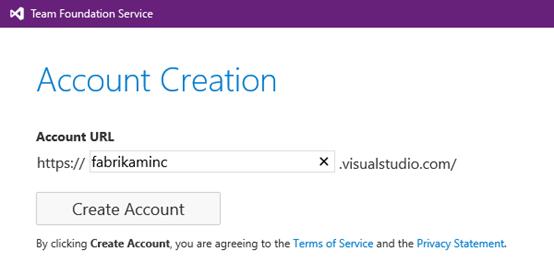 Team Foundation Service
Account Creation
Account URL
https:// fabrikaminc .visualstudio.com/
Create Account
By clicking Create Account, you are agreeing to the Terms of Service and the Privacy Statement.